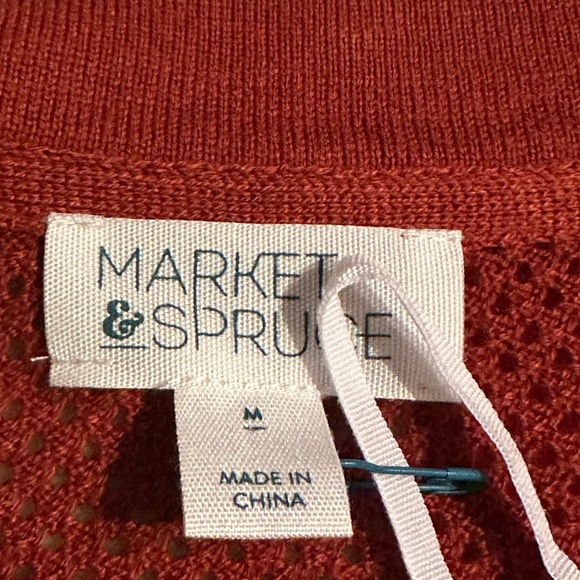 MARKET
& SPRUCE
M
MADE IN
CHINA